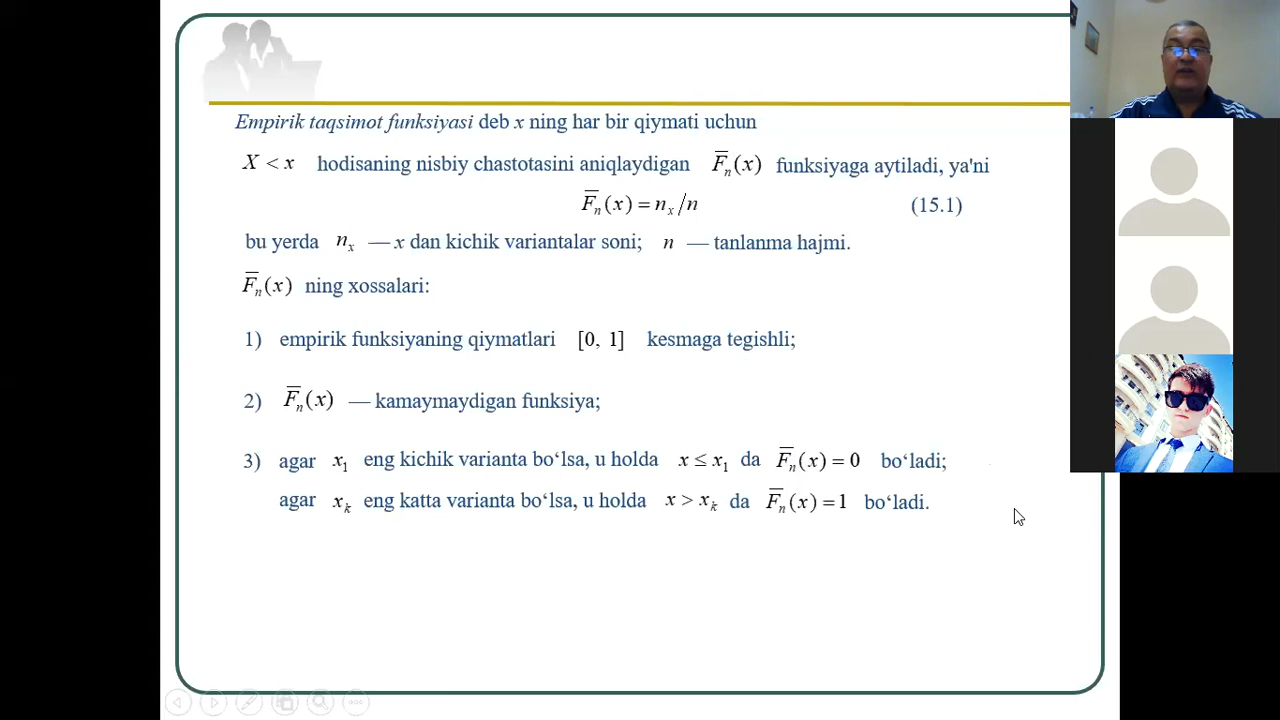 Empirik taqsimot funksiyasi deb x ning har bir qiymati uchun
X < x hodisaning nisbiy chastotasini aniqlaydigan F̅ₙ(x) funksiyaga aytiladi, ya'ni
F̅ₙ(x) = nₓ/n (15.1)
bu yerda nₓ — x dan kichik variantalar soni; n — tanlanma hajmi.
F̅ₙ(x) ning xossalari:
1) empirik funksiyaning qiymatlari [0, 1] kesmaga tegishli;
2) F̅ₙ(x) — kamaymaydigan funksiya;
3) agar x₁ eng kichik varianta bo‘lsa, u holda x ≤ x₁ da F̅ₙ(x) = 0 bo‘ladi;
agar xₖ eng katta varianta bo‘lsa, u holda x > xₖ da F̅ₙ(x) = 1 bo‘ladi.